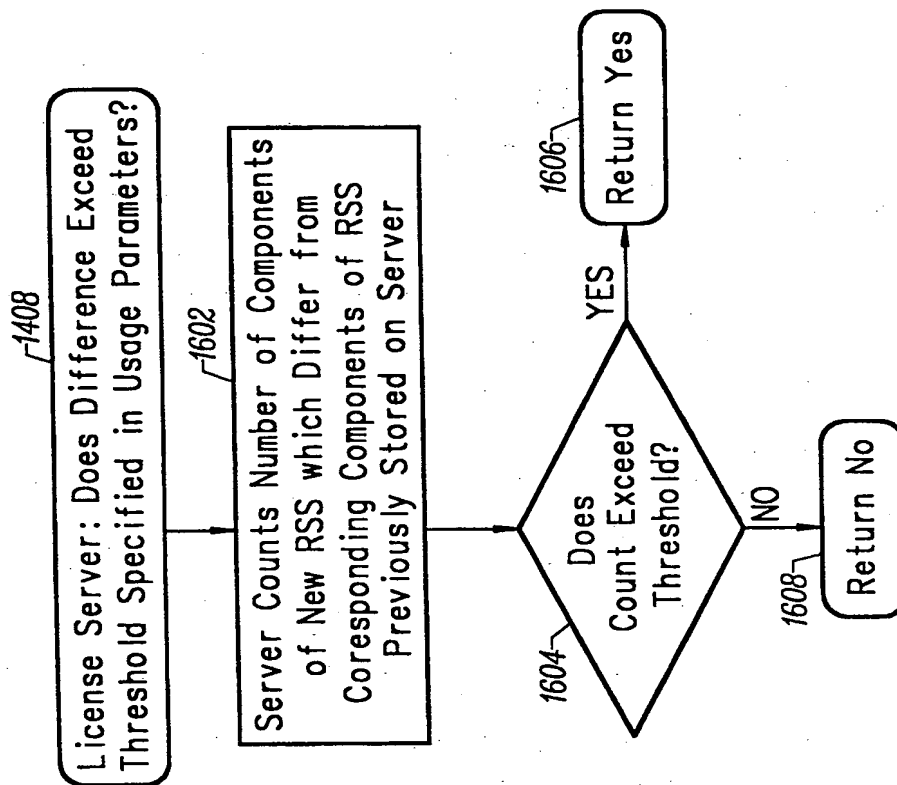 1408
License Server: Does Difference Exceed
Threshold Specified in Usage Parameters?
1602
Server Counts Number of Components
of New RSS which Differ from
Coresponding Components of RSS
Previously Stored on Server
1604
Does
Count Exceed
Threshold?
YES
1606
Return Yes
NO
1608
Return No